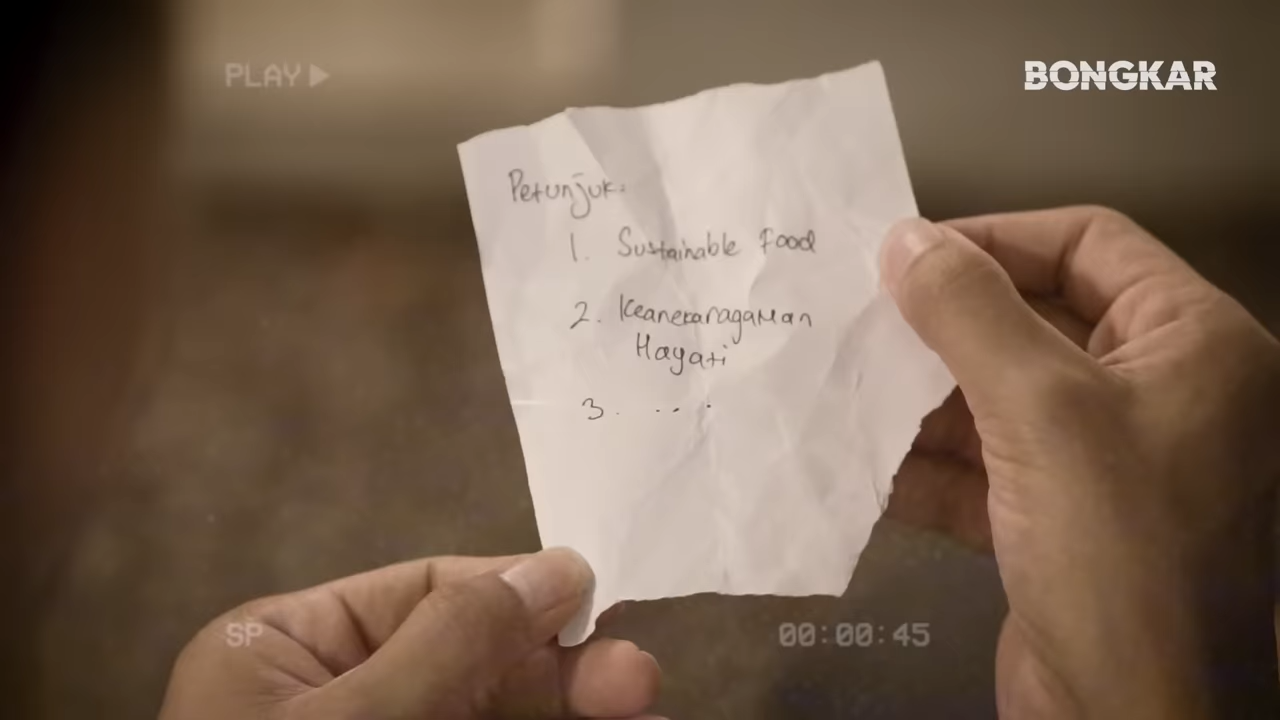 PLAY
BONGKAR
Petunjuk:
1. Sustainable Food
2. Keanekaragaman
Hayati
3. ...
SP
00:00:45